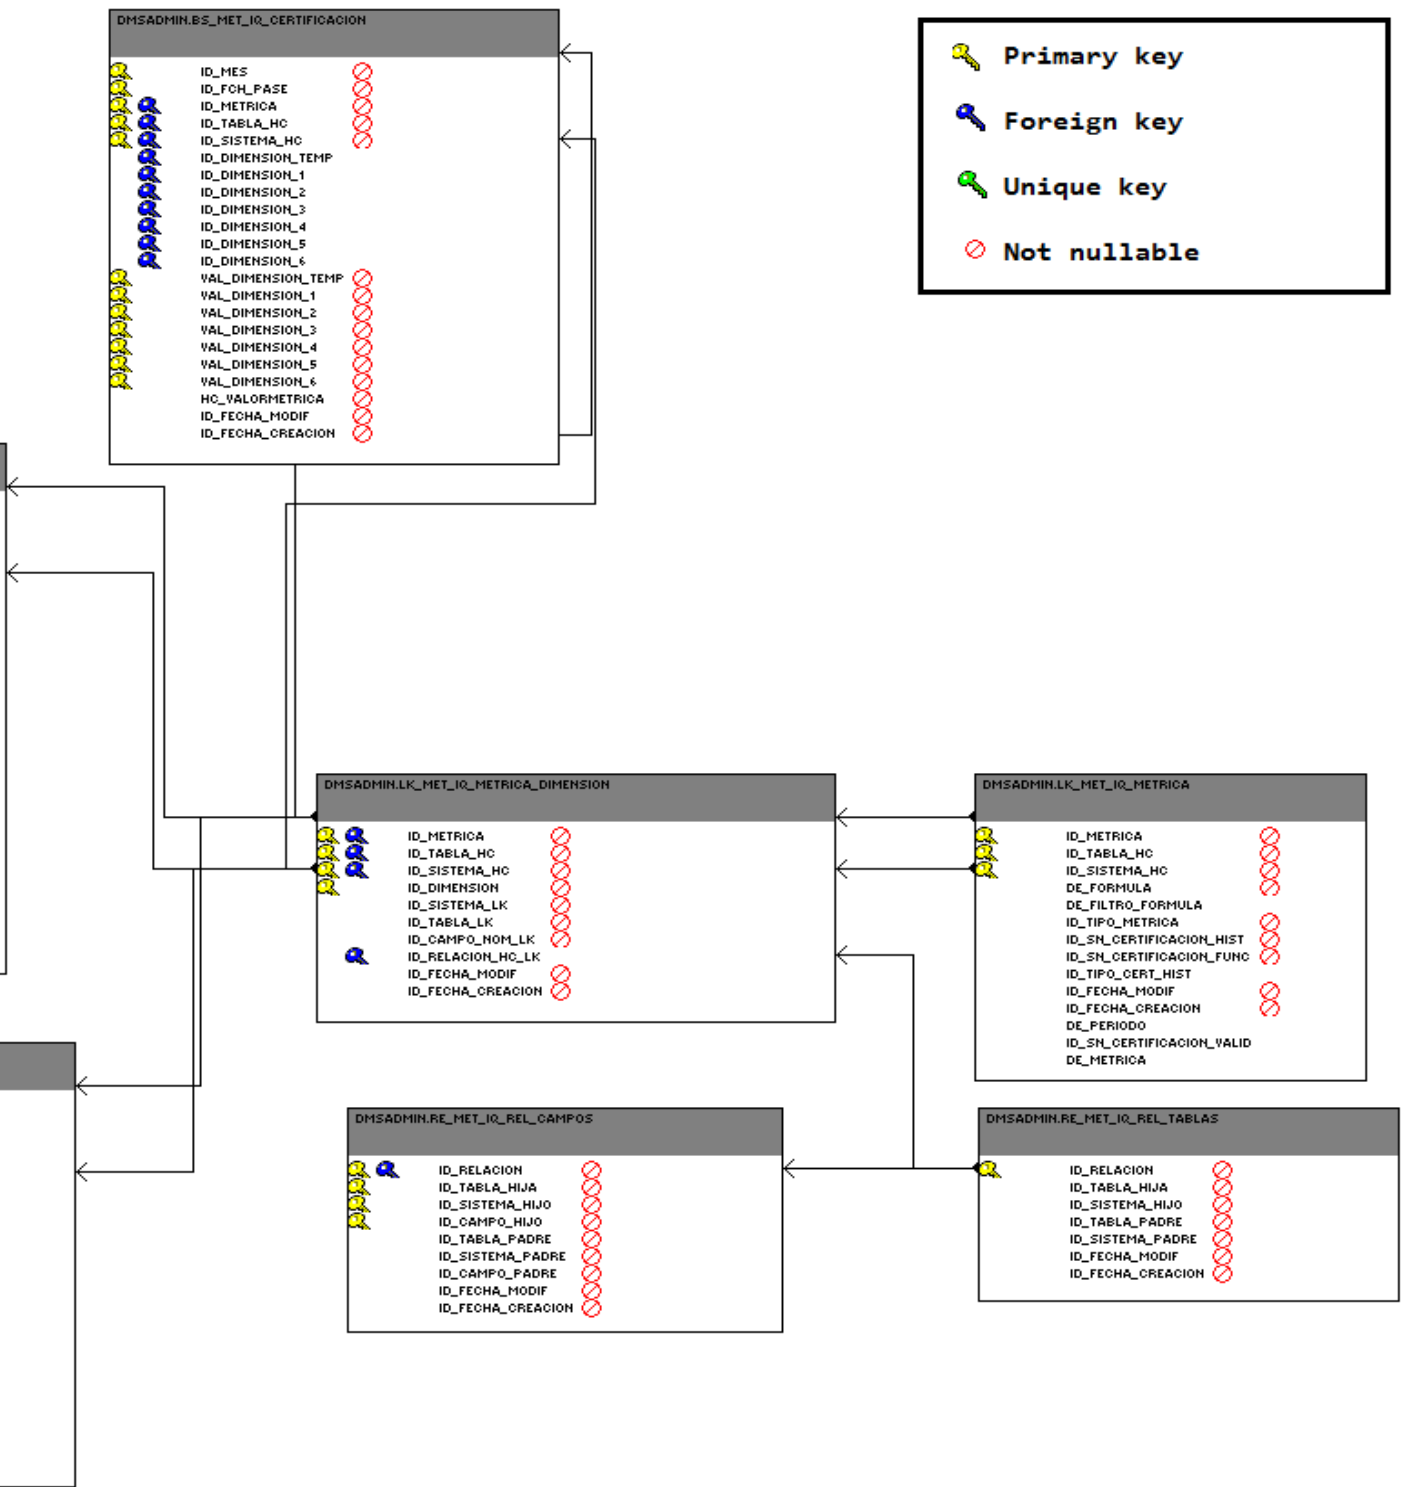 DMSADMIN.BS_MET_IQ_CERTIFICACION
ID_MES
ID_FCH_PASE
ID_METRICA
ID_TABLA_HC
ID_SISTEMA_HC
ID_DIMENSION_TEMP
ID_DIMENSION_1
ID_DIMENSION_2
ID_DIMENSION_3
ID_DIMENSION_4
ID_DIMENSION_5
ID_DIMENSION_6
VAL_DIMENSION_TEMP
VAL_DIMENSION_1
VAL_DIMENSION_2
VAL_DIMENSION_3
VAL_DIMENSION_4
VAL_DIMENSION_5
VAL_DIMENSION_6
HC_VALORMETRICA
ID_FECHA_MODIF
ID_FECHA_CREACION
Primary key
Foreign key
Unique key
Not nullable
DMSADMIN.LK_MET_IQ_METRICA_DIMENSION
ID_METRICA
ID_TABLA_HC
ID_SISTEMA_HC
ID_DIMENSION
ID_SISTEMA_LK
ID_TABLA_LK
ID_CAMPO_NOM_LK
ID_RELACION_HC_LK
ID_FECHA_MODIF
ID_FECHA_CREACION
DMSADMIN.LK_MET_IQ_METRICA
ID_METRICA
ID_TABLA_HC
ID_SISTEMA_HC
DE_FORMULA
DE_FILTRO_FORMULA
ID_TIPO_METRICA
ID_SN_CERTIFICACION_HIST
ID_SN_CERTIFICACION_FUNC
ID_TIPO_CERT_HIST
ID_FECHA_MODIF
ID_FECHA_CREACION
DE_PERIODO
ID_SN_CERTIFICACION_VALID
DE_METRICA
DMSADMIN.RE_MET_IQ_REL_CAMPOS
ID_RELACION
ID_TABLA_HIJA
ID_SISTEMA_HIJO
ID_CAMPO_HIJO
ID_TABLA_PADRE
ID_SISTEMA_PADRE
ID_CAMPO_PADRE
ID_FECHA_MODIF
ID_FECHA_CREACION
DMSADMIN.RE_MET_IQ_REL_TABLAS
ID_RELACION
ID_TABLA_HIJA
ID_SISTEMA_HIJO
ID_TABLA_PADRE
ID_SISTEMA_PADRE
ID_FECHA_MODIF
ID_FECHA_CREACION